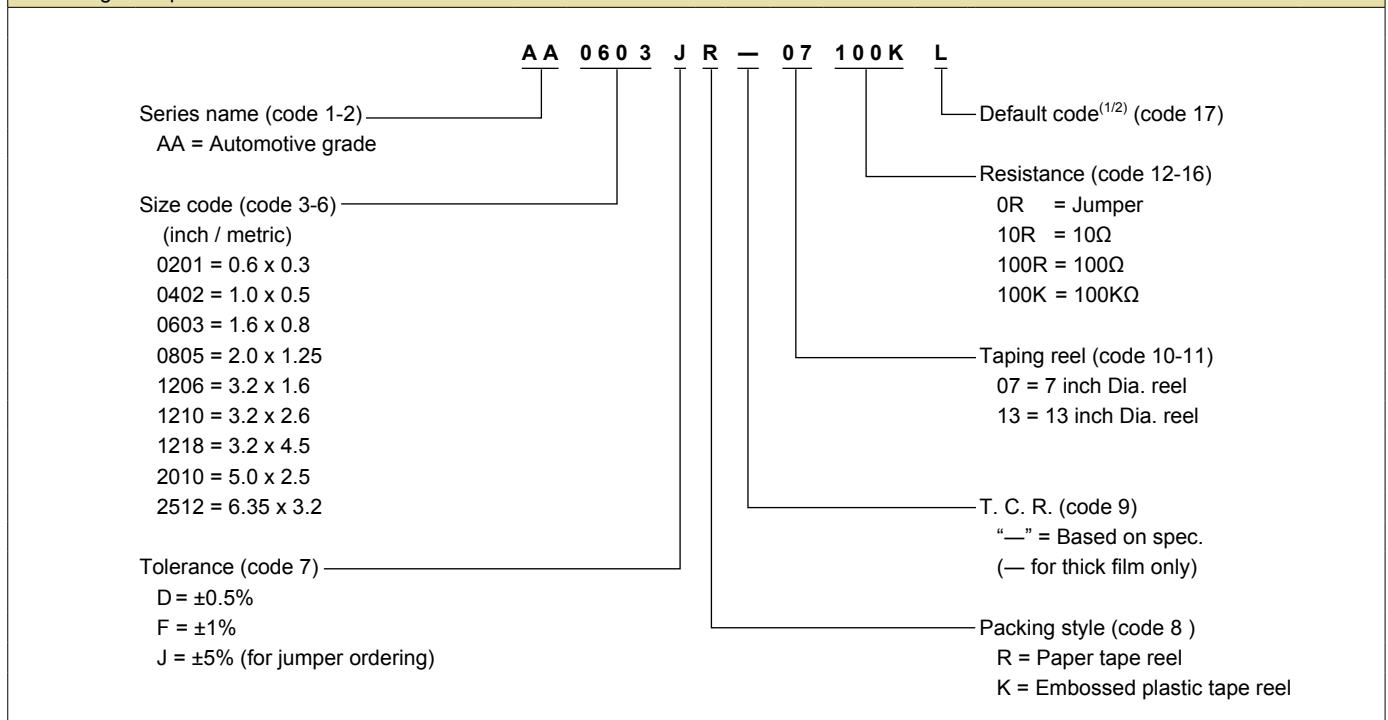 AA 0603 J R — 07 100K L
Series name (code 1-2)
AA = Automotive grade
Size code (code 3-6)
(inch / metric)
0201 = 0.6 x 0.3
0402 = 1.0 x 0.5
0603 = 1.6 x 0.8
0805 = 2.0 x 1.25
1206 = 3.2 x 1.6
1210 = 3.2 x 2.6
1218 = 3.2 x 4.5
2010 = 5.0 x 2.5
2512 = 6.35 x 3.2
Tolerance (code 7)
D = ±0.5%
F = ±1%
J = ±5% (for jumper ordering)
Default code(1/2) (code 17)
Resistance (code 12-16)
0R = Jumper
10R = 10Ω
100R = 100Ω
100K = 100KΩ
Taping reel (code 10-11)
07 = 7 inch Dia. reel
13 = 13 inch Dia. reel
T. C. R. (code 9)
“—” = Based on spec.
(— for thick film only)
Packing style (code 8 )
R = Paper tape reel
K = Embossed plastic tape reel